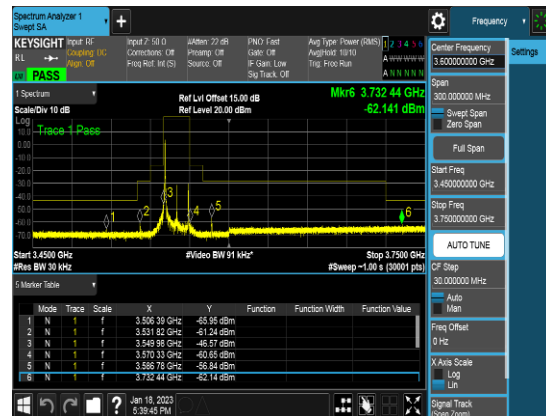 Spectrum Analyzer 1
Swept SA
Frequency
KEYSIGHT
RL
PASS
Input: RF
Coupling: DC
Align: Off
Input Z: 50 Ω
Corrections: Off
Freq Ref: Int (S)
#Atten: 22 dB
Preamp: Off
Source: Off
PNO: Fast
Gate: Off
IF Gain: Low
Sig Track: Off
Avg Type: Power (RMS)
Avg|Hold: 10/10
Trig: Free Run
1 2 3 4 5 6
A W W W W W
A N N N N N
1 Spectrum
Scale/Div 10 dB
Ref Lvl Offset 15.00 dB
Ref Level 20.00 dBm
Mkr6 3.732 44 GHz
-62.141 dBm
Log
Trace 1 Pass
10.0
0.00
-10.0
-20.0
-30.0
-40.0
-50.0
-60.0
-70.0
1
2
3
4
5
6
Start 3.4500 GHz
#Res BW 30 kHz
#Video BW 91 kHz*
Stop 3.7500 GHz
#Sweep ~1.00 s (30001 pts)
5 Marker Table
Mode Trace Scale X Y Function Function Width Function Value
1 N 1 f 3.506 39 GHz -65.95 dBm
2 N 1 f 3.531 82 GHz -61.24 dBm
3 N 1 f 3.549 98 GHz -46.57 dBm
4 N 1 f 3.570 33 GHz -60.65 dBm
5 N 1 f 3.586 75 GHz -56.84 dBm
6 N 1 f 3.732 44 GHz -62.14 dBm
Jan 18, 2023
5:39:45 PM
Center Frequency
3.600000000 GHz
Settings
Span
300.000000 MHz
Swept Span
Zero Span
Full Span
Start Freq
3.450000000 GHz
Stop Freq
3.750000000 GHz
AUTO TUNE
CF Step
30.000000 MHz
Auto
Man
Freq Offset
0 Hz
X Axis Scale
Log
Lin
Signal Track
(Span Zoom)